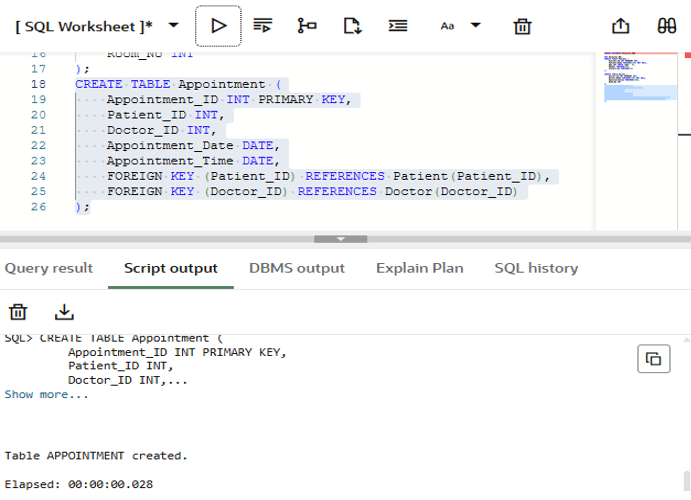 [ SQL Worksheet ]*
Aa
16 Room_No INT
17 );
18 CREATE TABLE Appointment (
19 Appointment_ID INT PRIMARY KEY,
20 Patient_ID INT,
21 Doctor_ID INT,
22 Appointment_Date DATE,
23 Appointment_Time DATE,
24 FOREIGN KEY (Patient_ID) REFERENCES Patient(Patient_ID),
25 FOREIGN KEY (Doctor_ID) REFERENCES Doctor(Doctor_ID)
26 );
Query result Script output DBMS output Explain Plan SQL history
SQL> CREATE TABLE Appointment (
Appointment_ID INT PRIMARY KEY,
Patient_ID INT,
Doctor_ID INT,...
Show more...
Table APPOINTMENT created.
Elapsed: 00:00:00.028